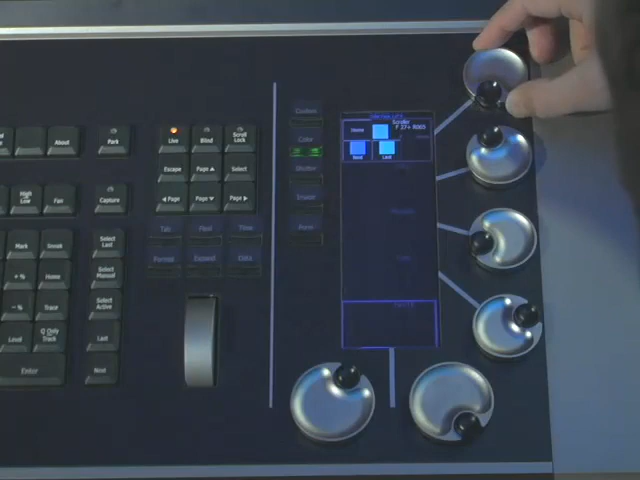 About
Park
Live
Blind
Scroll
Lock
Escape
Page ▲
Select
High
Low
Fan
Capture
◀ Page
Page ▼
Page ▶
Mark
Sneak
Select
Last
+ %
Home
Select
Manual
- %
Trace
Select
Active
Level
Q Only
Track
Last
Enter
Next
Custom
Color
Shutter
Image
Form
Tab
Flexi
Time
Format
Expand
Data
Scroller
Home
Next
Last